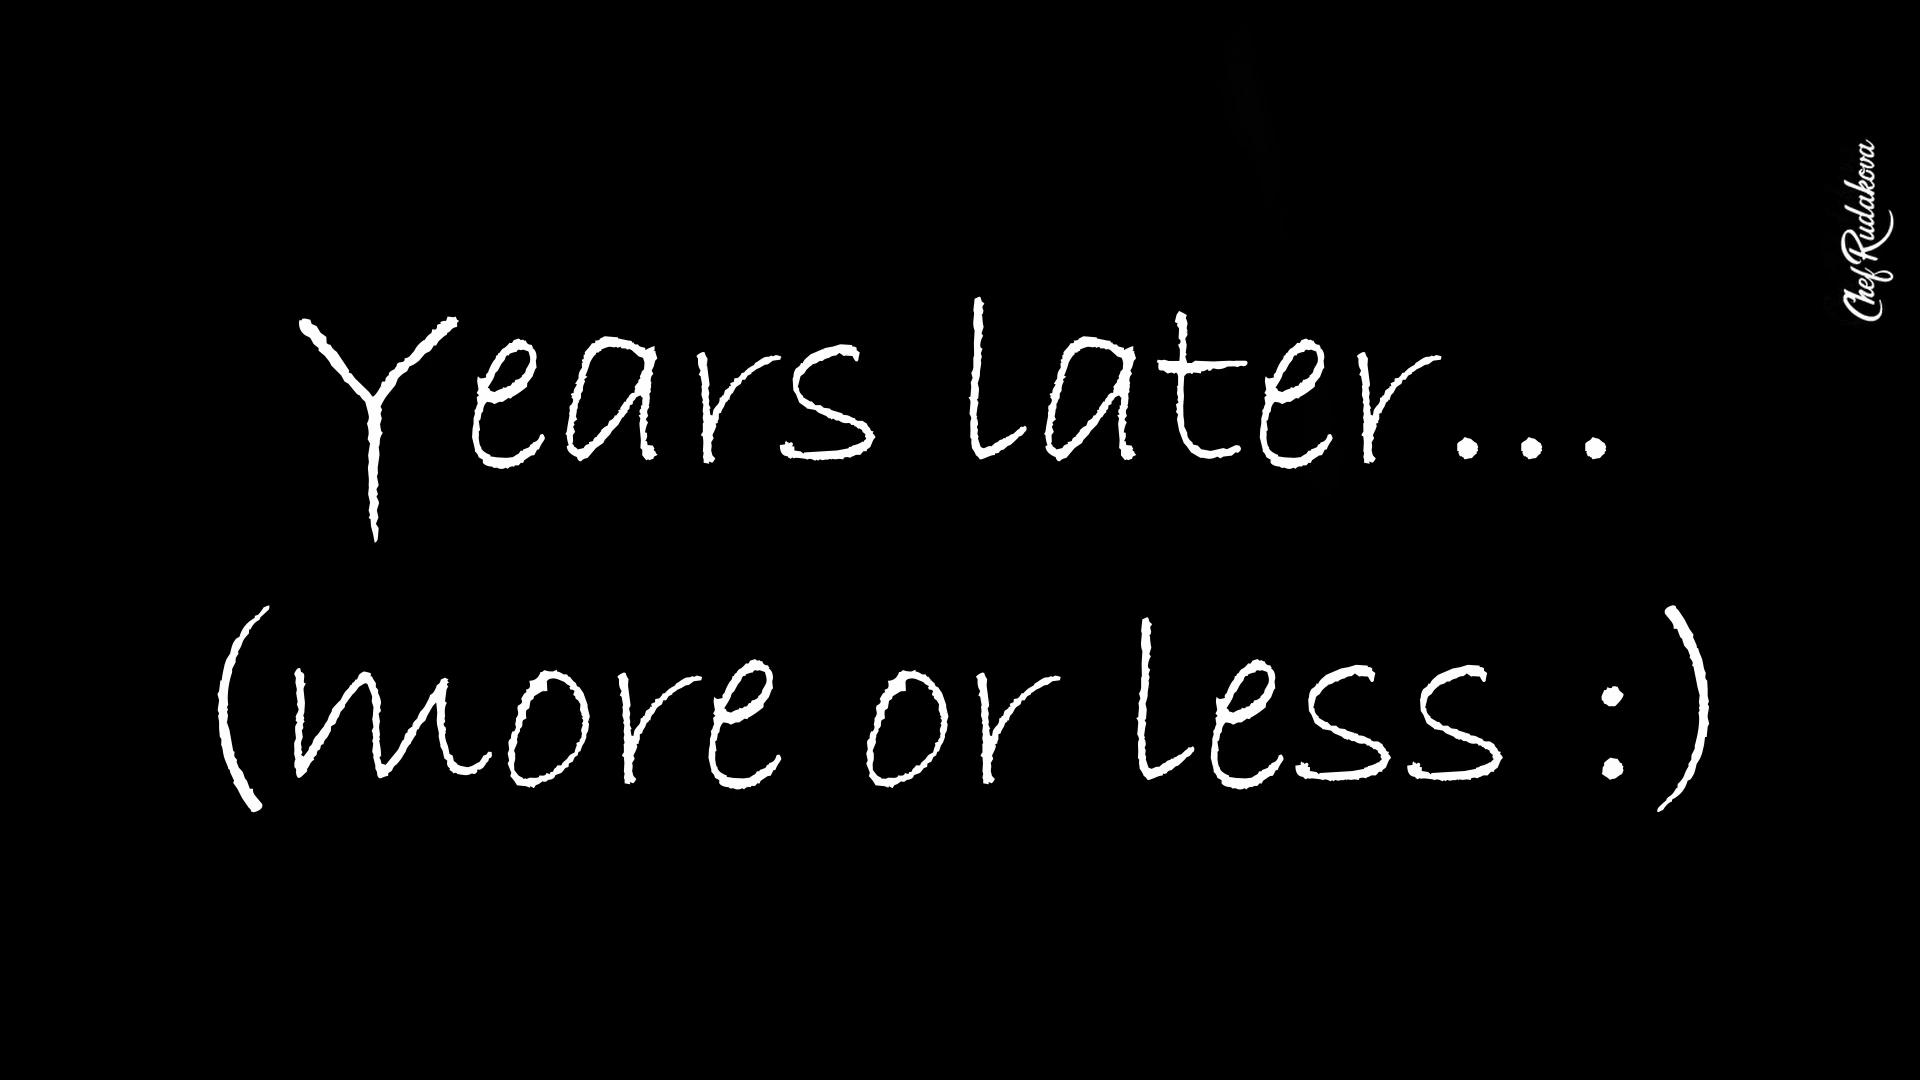 Years later...
(more or less :)
Chef Rudakova